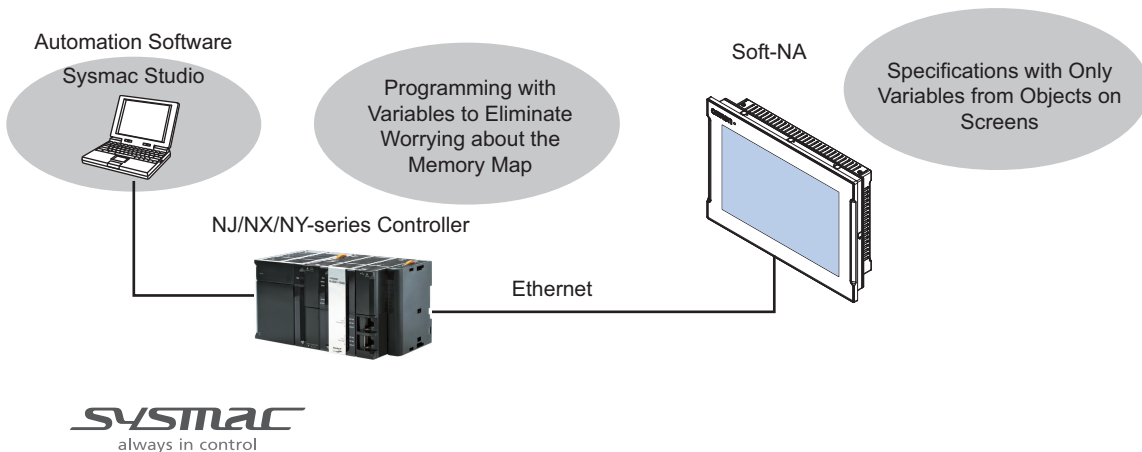 Automation Software
Sysmac Studio
Programming with
Variables to Eliminate
Worrying about the
Memory Map
Soft-NA
Specifications with Only
Variables from Objects on
Screens
NJ/NX/NY-series Controller
Ethernet
sysmac
always in control